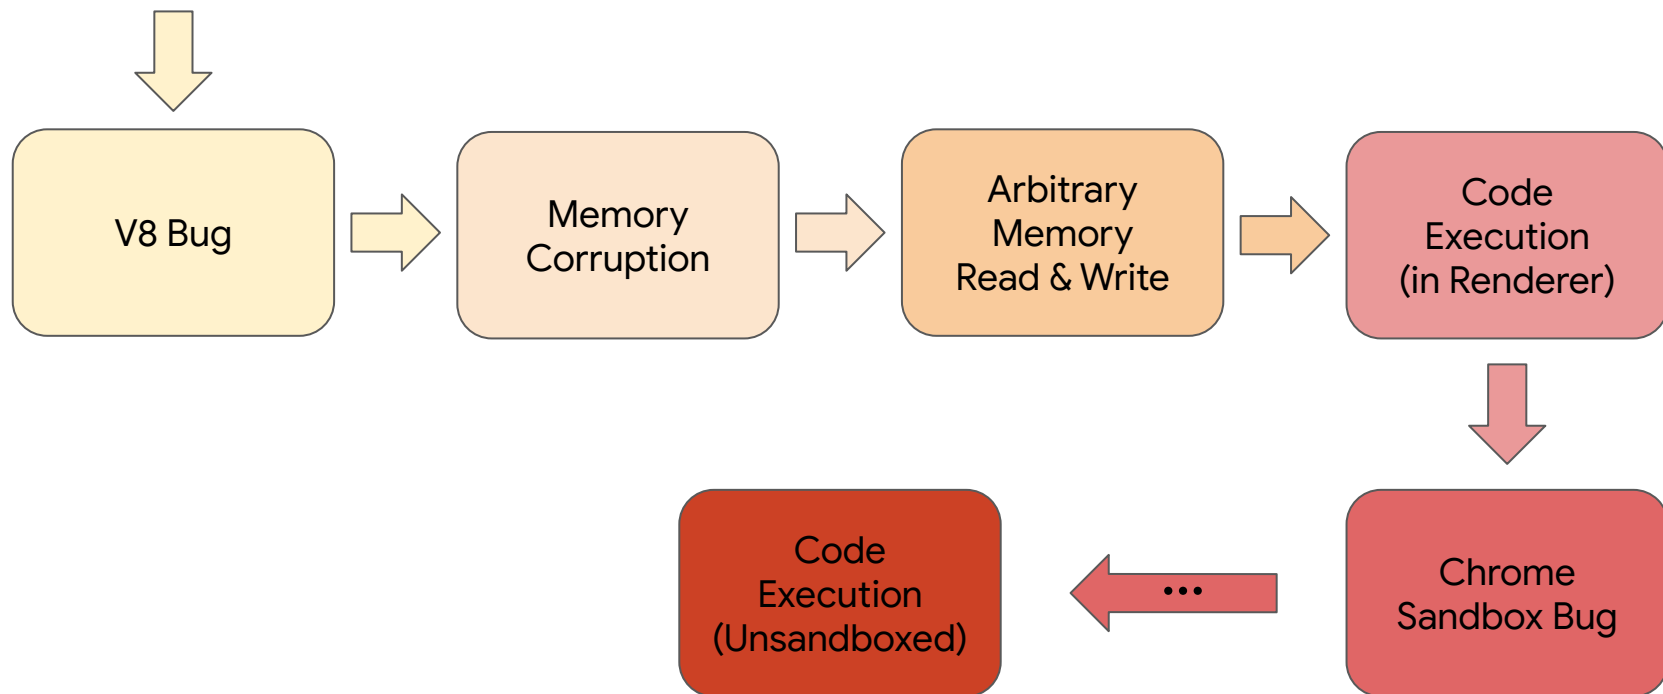 V8 Bug
Memory
Corruption
Arbitrary
Memory
Read & Write
Code
Execution
(in Renderer)
Chrome
Sandbox Bug
...
Code
Execution
(Unsandboxed)